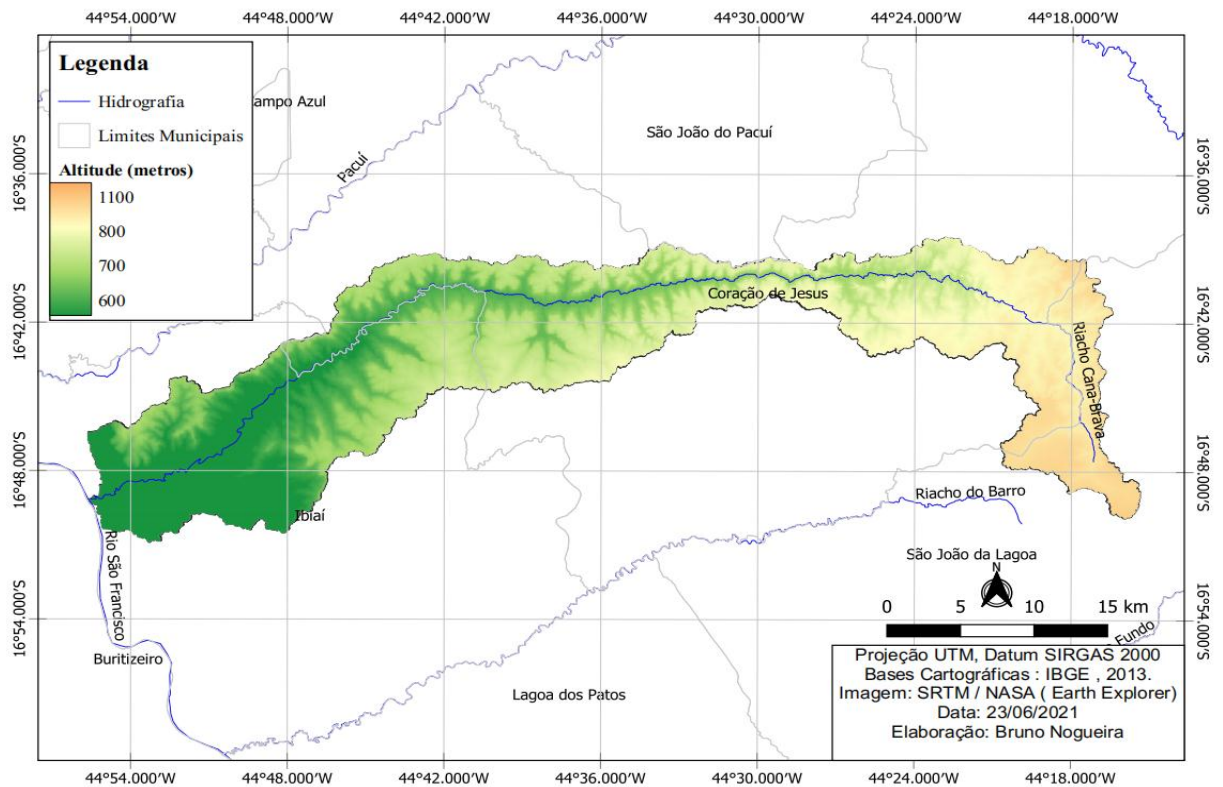 44°54.000'W 44°48.000'W 44°42.000'W 44°36.000'W 44°30.000'W 44°24.000'W 44°18.000'W
Legenda
Hidrografia
Limites Municipais
Altitude (metros)
1100
800
700
600
ampo Azul
São João do Pacuí
Pacuí
16°36.000'S
16°36.000'S
Coração de Jesus
16°42.000'S
16°42.000'S
Riacho Cana-Brava
16°48.000'S
16°48.000'S
Riacho do Barro
Ibiaí
Rio São Francisco
São João da Lagoa
N
0 5 10 15 km
16°54.000'S
16°54.000'S
Fundo
Buritizeiro
Lagoa dos Patos
Projeção UTM, Datum SIRGAS 2000
Bases Cartográficas : IBGE , 2013.
Imagem: SRTM / NASA ( Earth Explorer)
Data: 23/06/2021
Elaboração: Bruno Nogueira
44°54.000'W 44°48.000'W 44°42.000'W 44°36.000'W 44°30.000'W 44°24.000'W 44°18.000'W